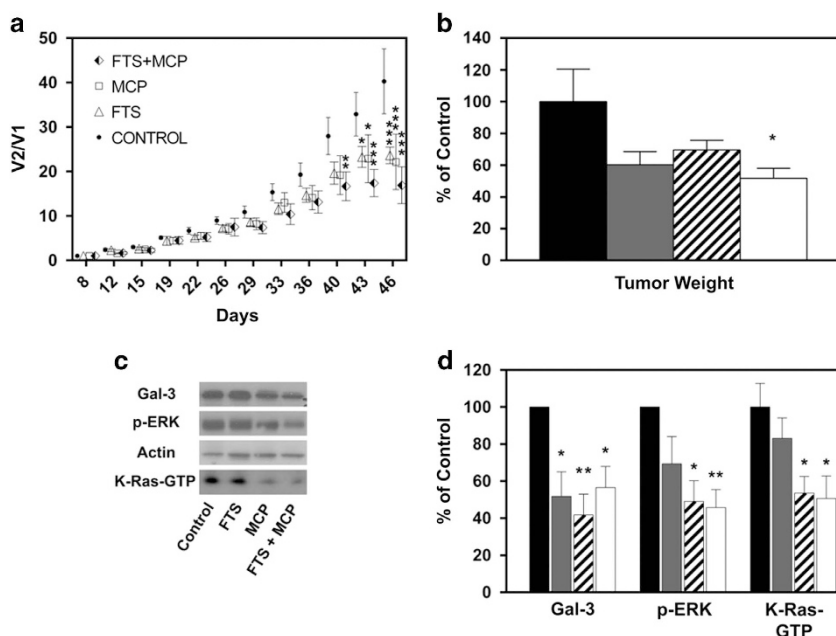 a
V2/V1
50
40
30
20
10
0
FTS+MCP
MCP
FTS
CONTROL
* * *
* * * *** *** ***
**
8 12 15 19 22 26 29 33 36 40 43 46
Days
b
% of Control
140
120
100
80
60
40
20
0
*
Tumor Weight
c
Gal-3
p-ERK
Actin
K-Ras-GTP
Control
FTS
MCP
FTS + MCP
d
% of Control
120
100
80
60
40
20
0
* ** *
* **
* *
Gal-3 p-ERK K-Ras-
GTP